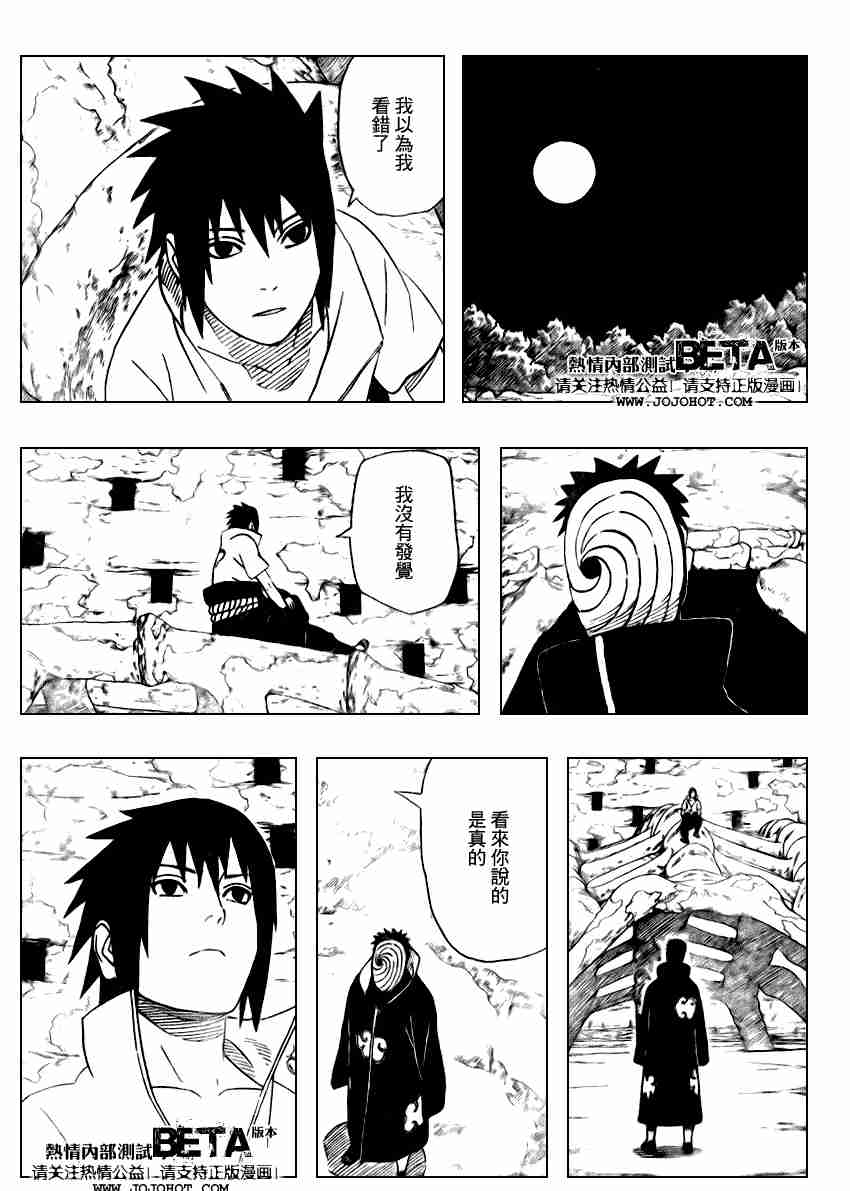 熱情內部測試BETA版本
请关注热情公益| 请支持正版漫画|
WWW.JOJOHOT.COM
我以為我
看錯了
我沒有發覺
看來你說的
是真的
熱情內部測試BETA版本
请关注热情公益| 请支持正版漫画|
WWW.JOJOHOT.COM